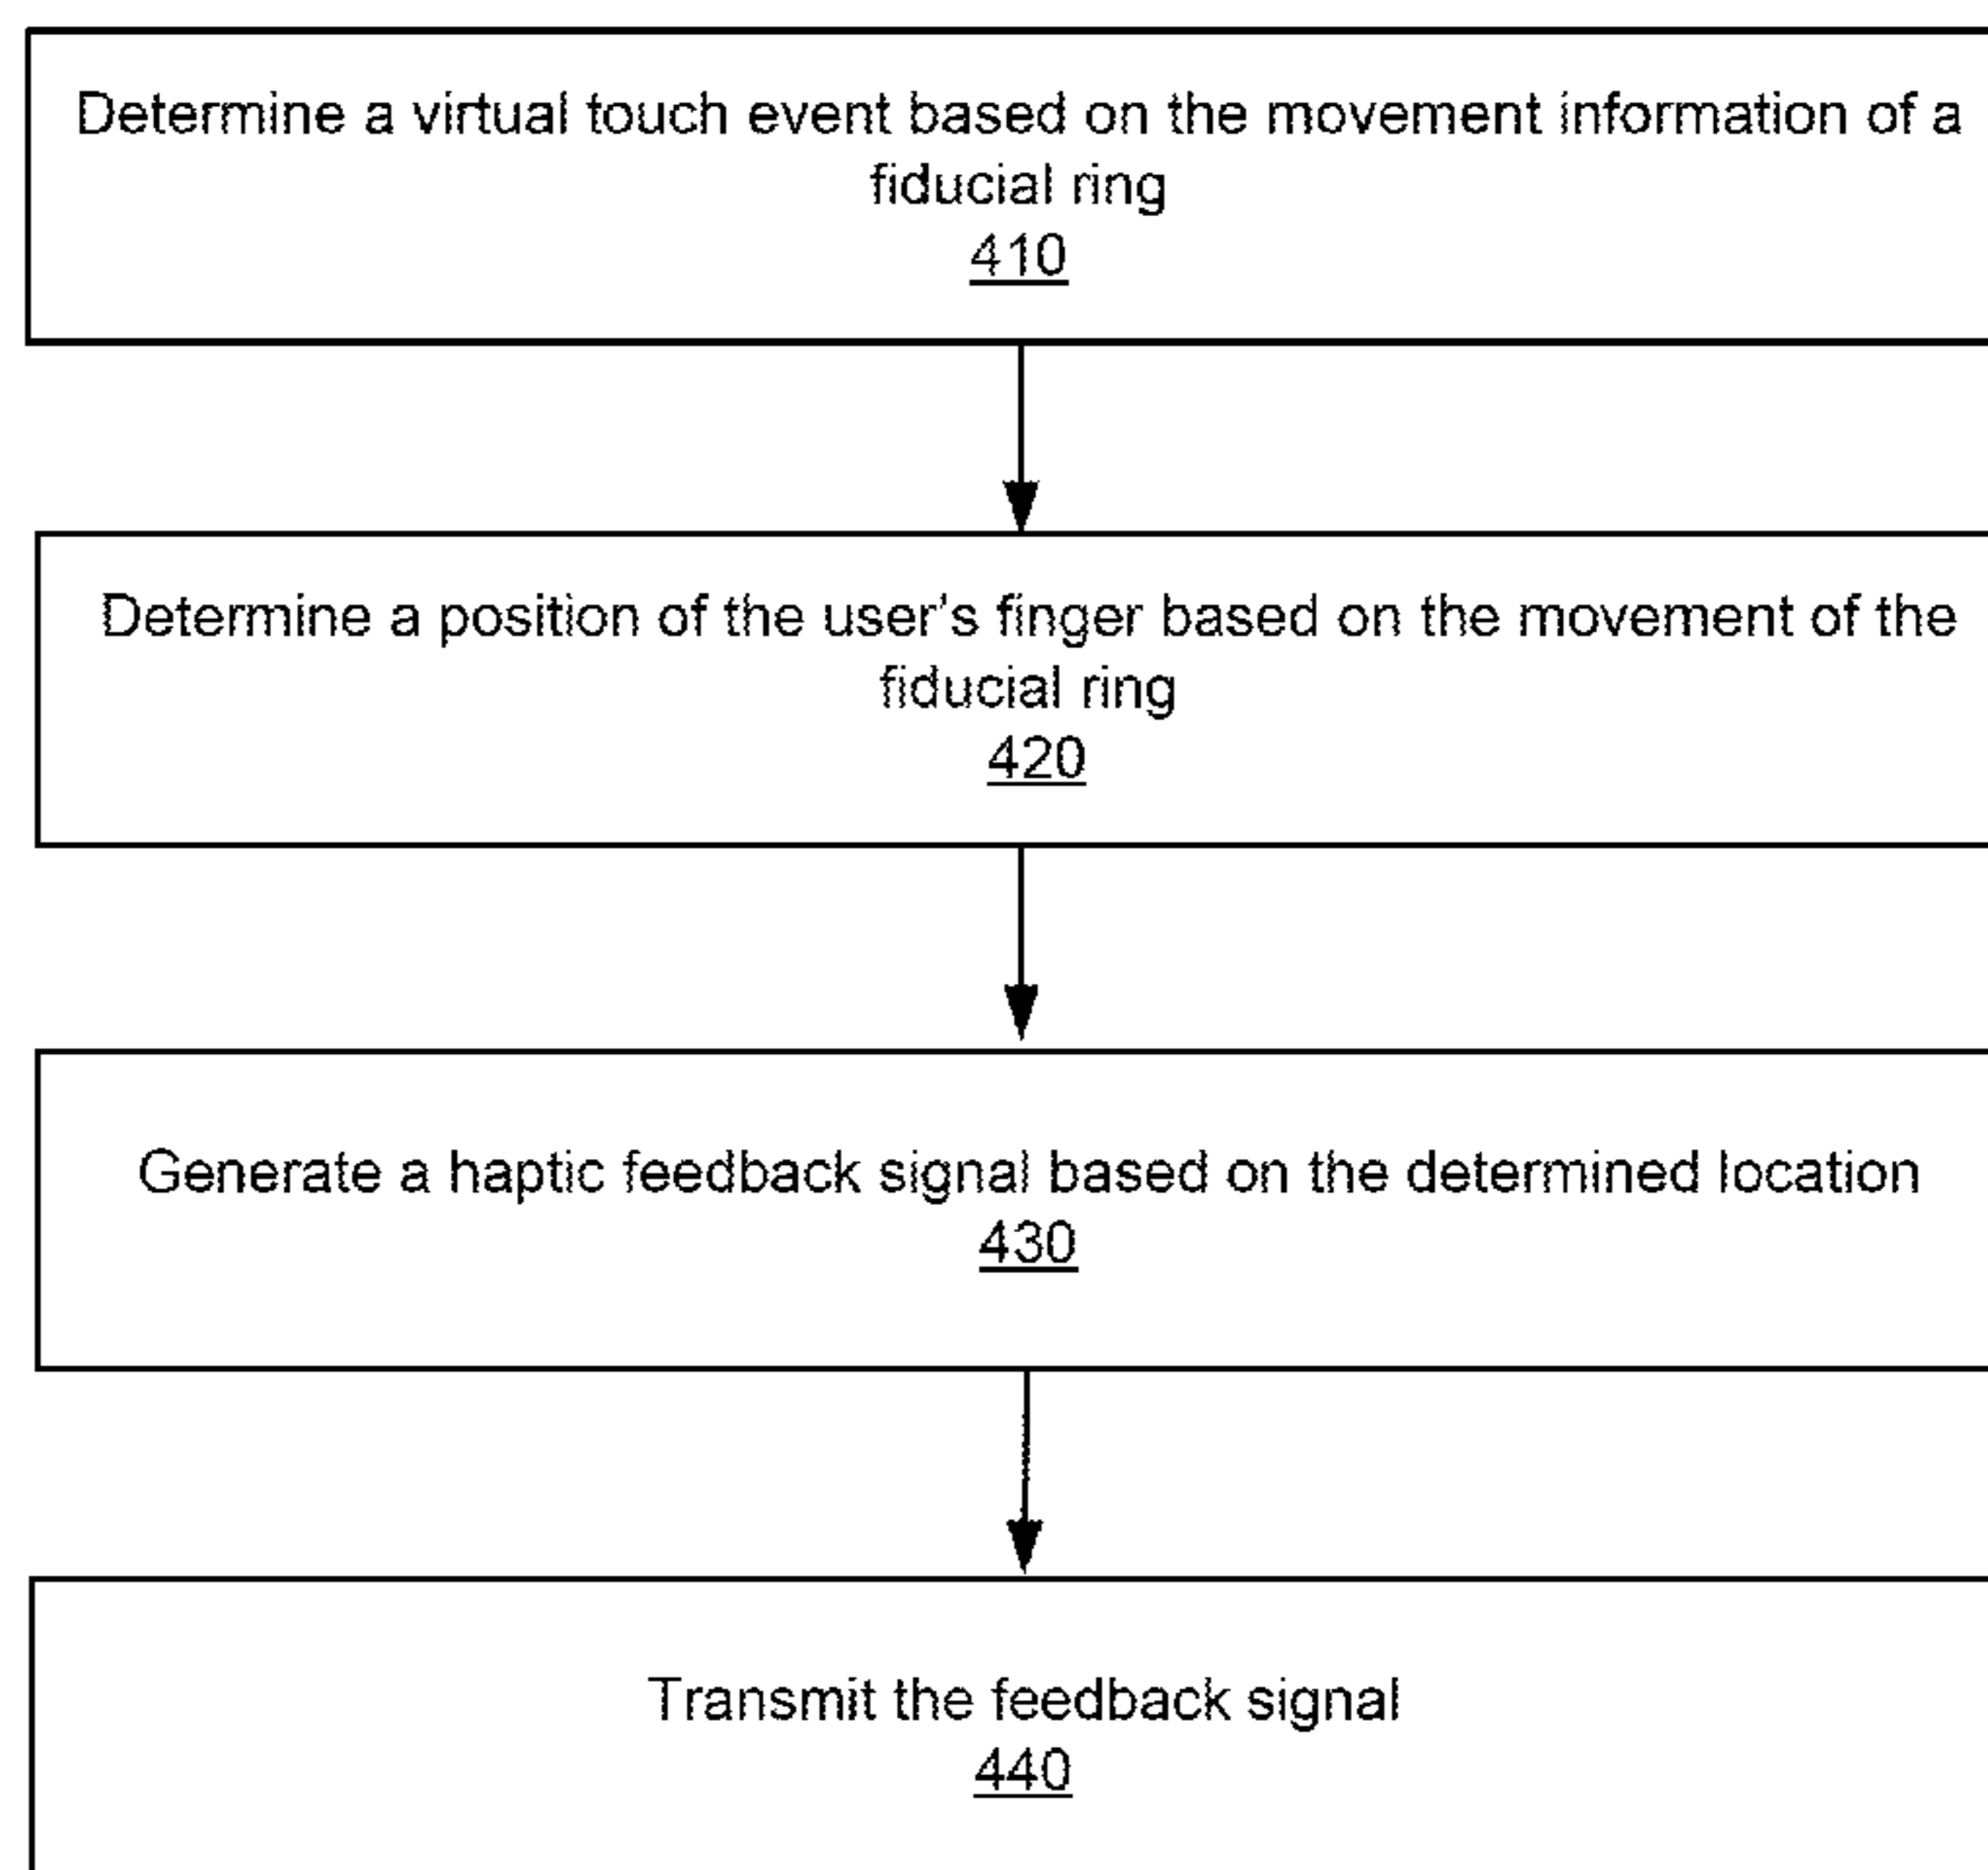 Determine a virtual touch event based on the movement information of a
fiducial ring
410
Determine a position of the user's finger based on the movement of the
fiducial ring
420
Generate a haptic feedback signal based on the determined location
430
Transmit the feedback signal
440